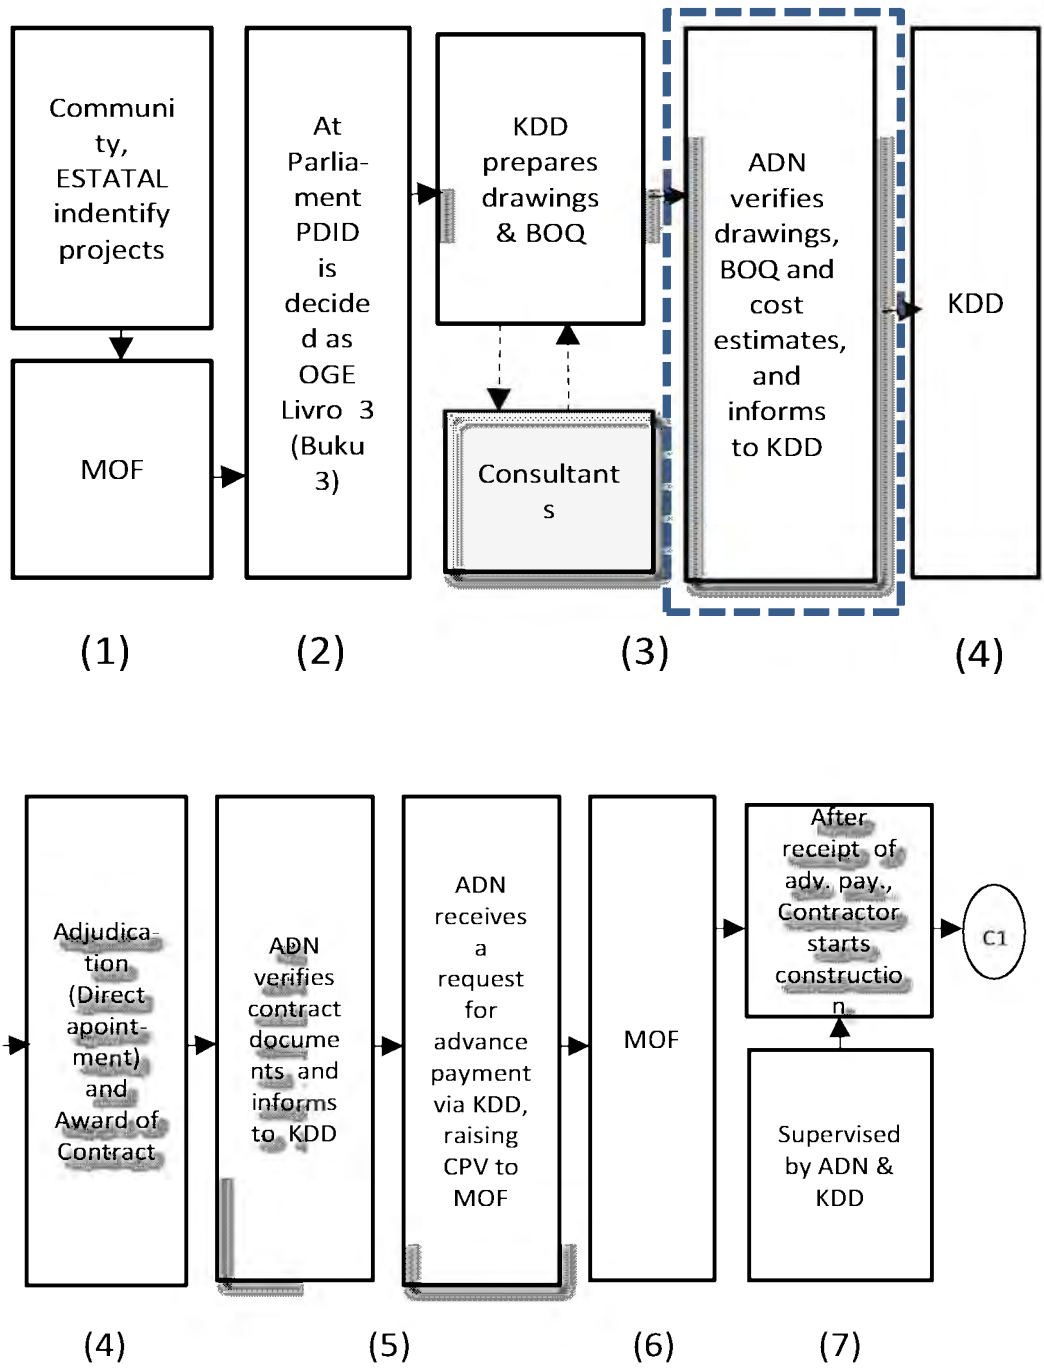 Communi
ty,
ESTATAL
indentify
projects
MOF
At
Parlia-
ment
PDID
is
decide
d as
OGE
Livro 3
(Buku
3)
KDD
prepares
drawings
& BOQ
Consultant
s
ADN
verifies
drawings,
BOQ and
cost
estimates,
and
informs
to KDD
KDD
(1)
(2)
(3)
(4)
Adjudica-
tion
(Direct
apoint-
ment)
and
Award of
Contract
ADN
verifies
contract
docume
nts and
informs
to KDD
ADN
receives
a
request
for
advance
payment
via KDD,
raising
CPV to
MOF
MOF
After
receipt of
adv. pay.,
Contractor
starts
constructio
n.
Supervised
by ADN &
KDD
C1
(4)
(5)
(6)
(7)